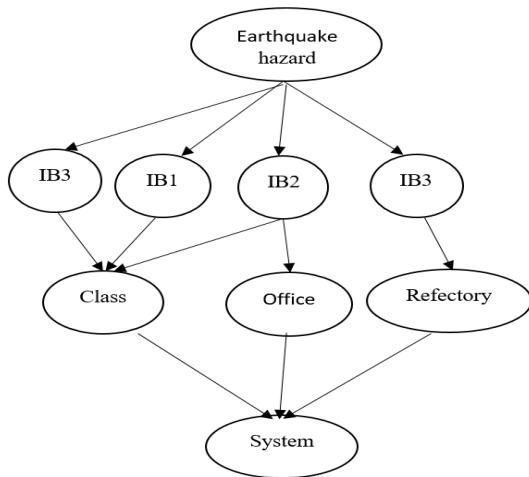 Earthquake
hazard
IB3
IB1
IB2
IB3
Class
Office
Refectory
System